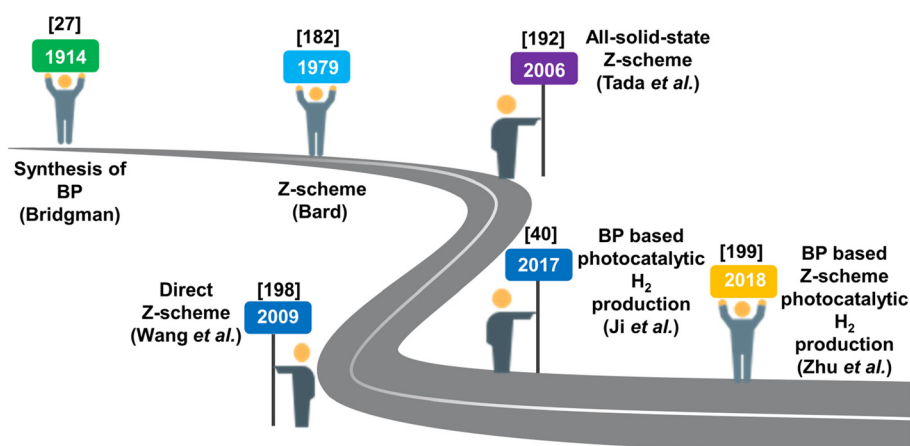 [27]
1914
Synthesis of
BP
(Bridgman)
[182]
1979
Z-scheme
(Bard)
[192]
2006
All-solid-state
Z-scheme
(Tada et al.)
Direct
Z-scheme
(Wang et al.)
[198]
2009
[40]
2017
BP based
photocatalytic
H₂
production
(Ji et al.)
[199]
2018
BP based
Z-scheme
photocatalytic
H₂
production
(Zhu et al.)